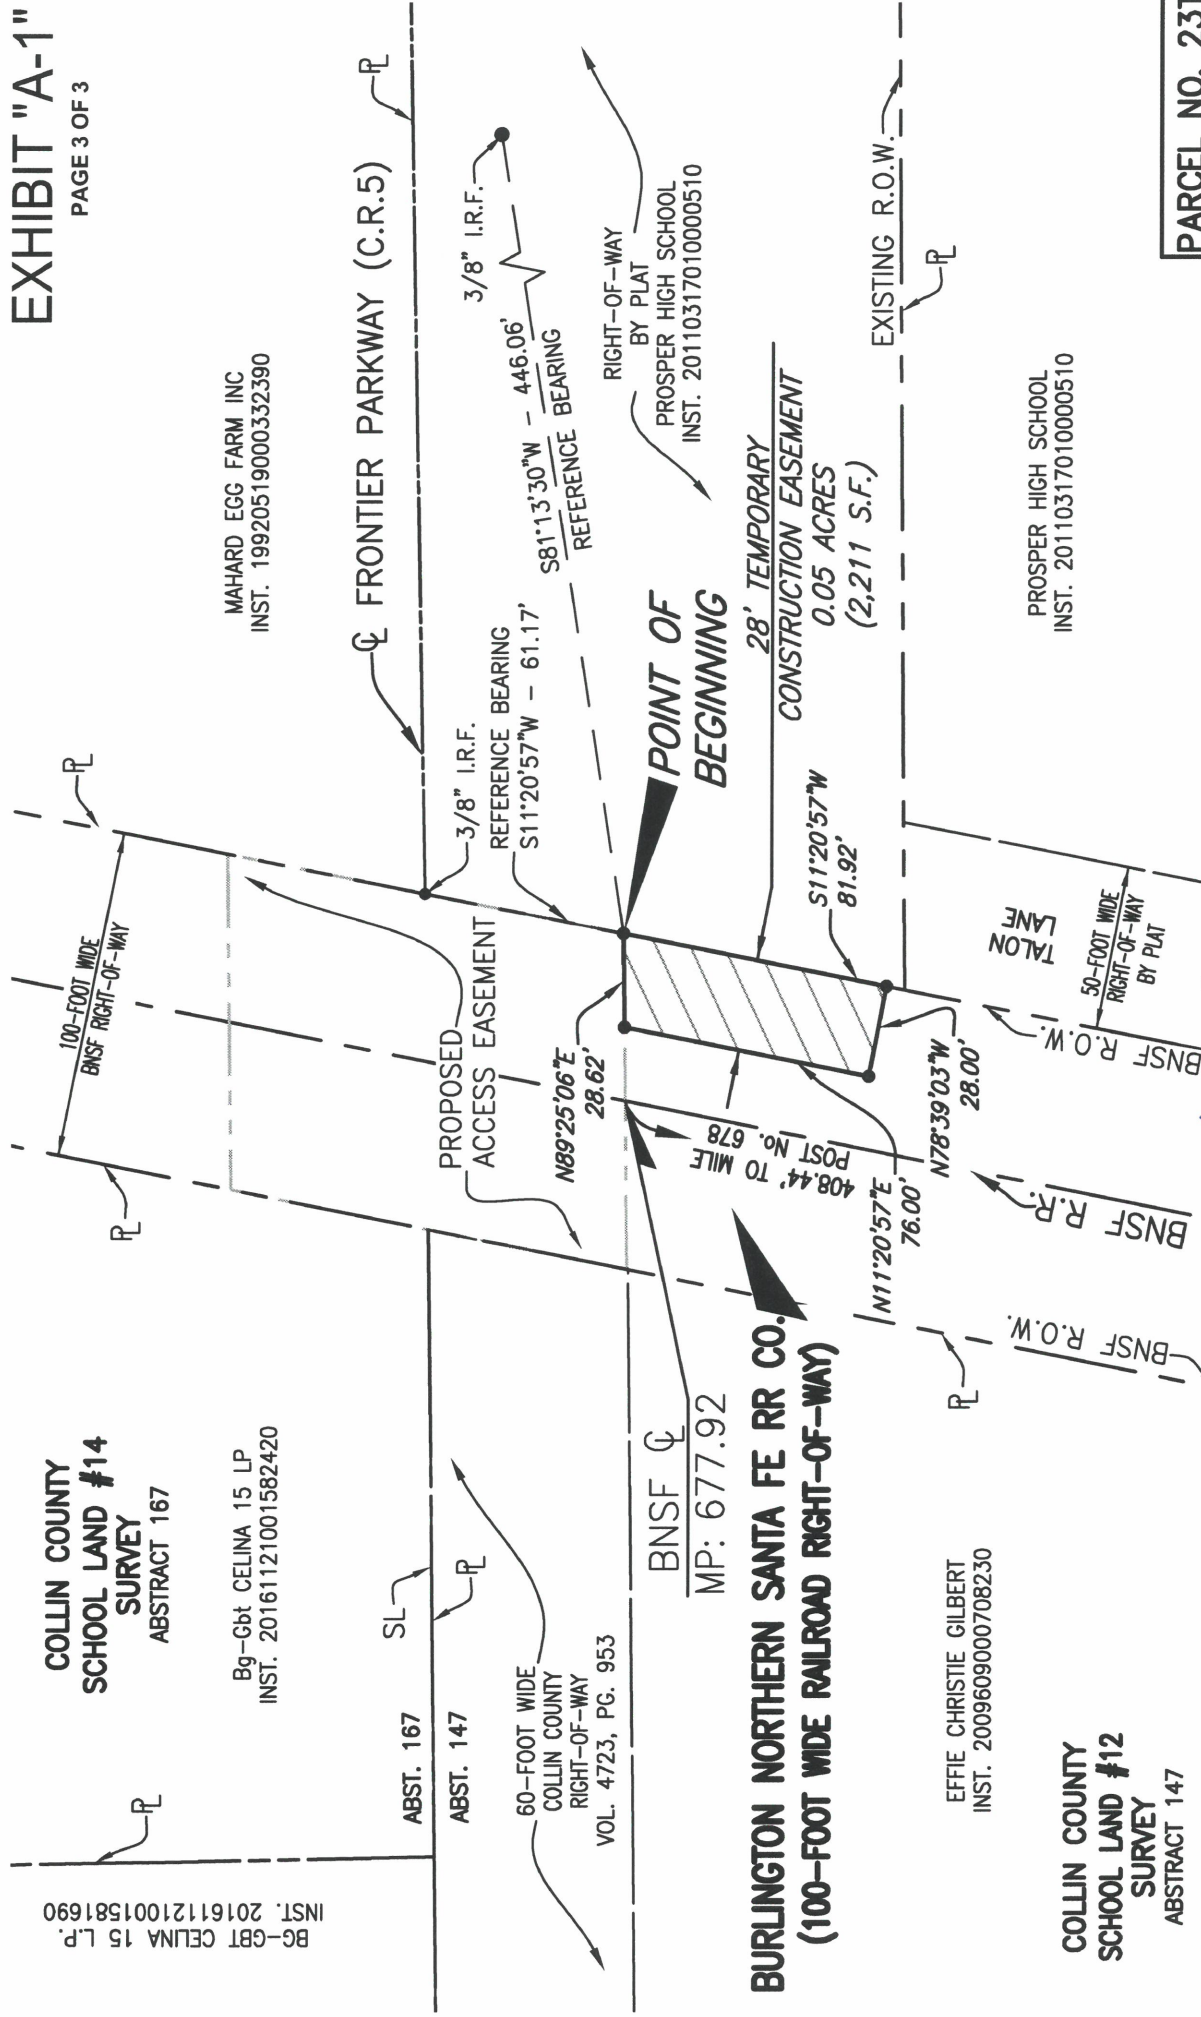 EXHIBIT "A-1"
PAGE 3 OF 3
COLLIN COUNTY
SCHOOL LAND #14
SURVEY
ABSTRACT 167
Bg-Gbt CELINA 15 LP
INST. 20161121001582420
BG-GBT CELINA 15 L.P.
INST. 20161121001581690
PL
SL
PL
ABST. 167
ABST. 147
60-FOOT WIDE
COLLIN COUNTY
RIGHT-OF-WAY
VOL. 4723, PG. 953
100-FOOT WIDE
BNSF RIGHT-OF-WAY
PL
PL
PROPOSED
ACCESS EASEMENT
MAHARD EGG FARM INC
INST. 19920519000332390
CL FRONTIER PARKWAY (C.R.5)
PL
3/8" I.R.F.
REFERENCE BEARING
S11°20'57"W - 61.17'
3/8" I.R.F.
S81°13'30"W - 446.06'
REFERENCE BEARING
RIGHT-OF-WAY
BY PLAT
PROSPER HIGH SCHOOL
INST. 20110317010000510
N89°25'06"E
28.62'
POINT OF
BEGINNING
28' TEMPORARY
CONSTRUCTION EASEMENT
0.05 ACRES
(2,211 S.F.)
S11°20'57"W
81.92'
N78°39'03"W
28.00'
N11°20'57"E
76.00'
408.44' TO MILE
POST No. 678
BNSF CL
MP: 677.92
BURLINGTON NORTHERN SANTA FE RR CO.
(100-FOOT WIDE RAILROAD RIGHT-OF-WAY)
EXISTING R.O.W.
PL
PROSPER HIGH SCHOOL
INST. 20110317010000510
TALON
LANE
50-FOOT WIDE
RIGHT-OF-WAY
BY PLAT
BNSF R.O.W.
BNSF R.R.
BNSF R.O.W.
PL
EFFIE CHRISTIE GILBERT
INST. 20096090000708230
COLLIN COUNTY
SCHOOL LAND #12
SURVEY
ABSTRACT 147
PARCEL NO.